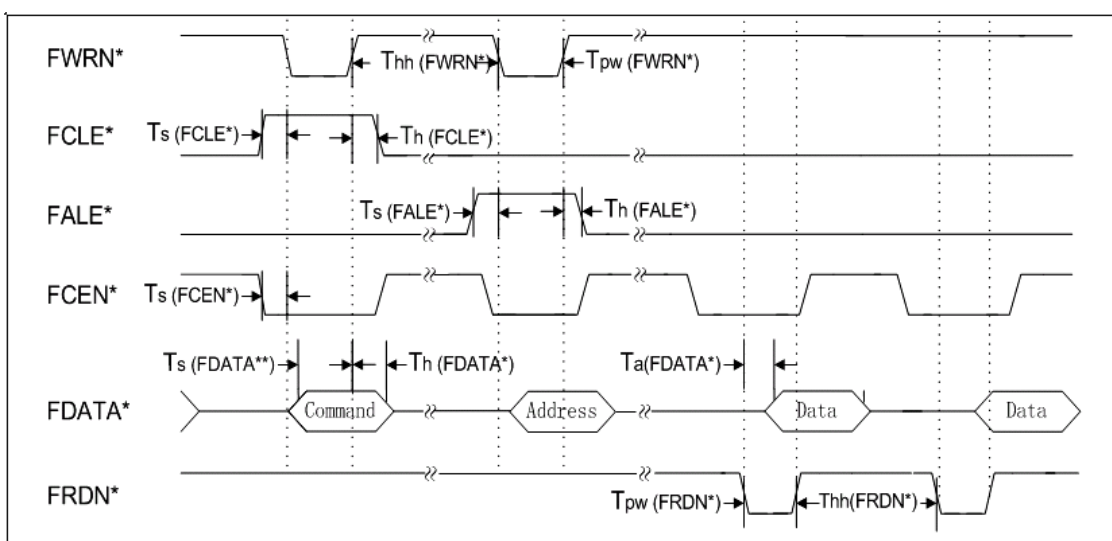 FWRN*
Thh (FWRN*)
Tpw (FWRN*)
FCLE*
Ts (FCLE*)
Th (FCLE*)
FALE*
Ts (FALE*)
Th (FALE*)
FCEN*
Ts (FCEN*)
Ts (FDATA**)
Th (FDATA*)
Ta(FDATA*)
FDATA*
Command
Address
Data
Data
FRDN*
Tpw (FRDN*)
Thh(FRDN*)